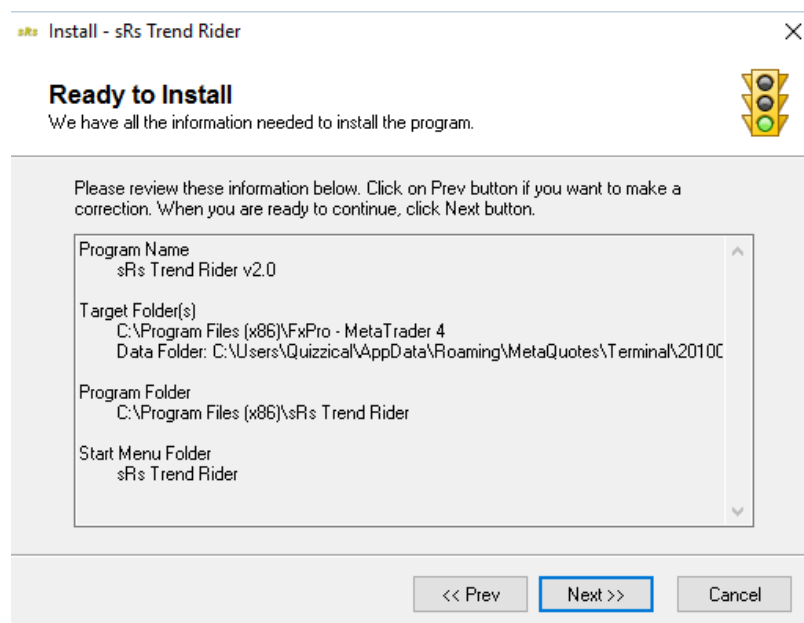 sRs Install - sRs Trend Rider
Ready to Install
We have all the information needed to install the program.
Please review these information below. Click on Prev button if you want to make a
correction. When you are ready to continue, click Next button.
Program Name
sRs Trend Rider v2.0
Target Folder(s)
C:\Program Files (x86)\FxPro - MetaTrader 4
Data Folder: C:\Users\Quizzical\AppData\Roaming\MetaQuotes\Terminal\2010C
Program Folder
C:\Program Files (x86)\sRs Trend Rider
Start Menu Folder
sRs Trend Rider
<< Prev Next >> Cancel